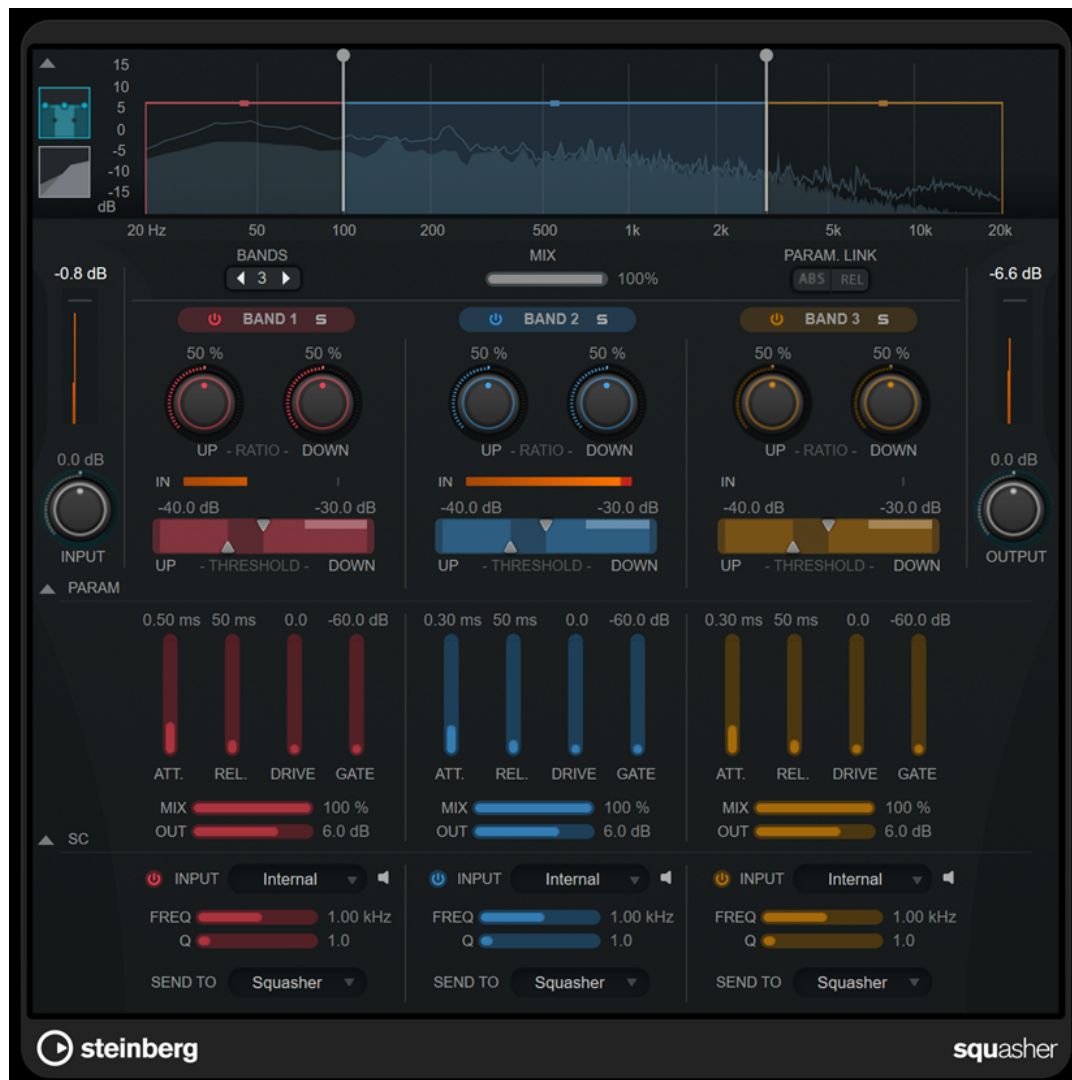 15
10
5
0
-5
-10
-15
dB
20 Hz 50 100 200 500 1k 2k 5k 10k 20k
BANDS MIX PARAM. LINK
-0.8 dB 3 100% ABS REL -6.6 dB
BAND 1 S BAND 2 S BAND 3 S
50 % 50 % 50 % 50 % 50 % 50 %
UP - RATIO - DOWN UP - RATIO - DOWN UP - RATIO - DOWN
0.0 dB 0.0 dB
IN IN IN
-40.0 dB -30.0 dB -40.0 dB -30.0 dB -40.0 dB -30.0 dB
INPUT OUTPUT
UP - THRESHOLD - DOWN UP - THRESHOLD - DOWN UP - THRESHOLD - DOWN
PARAM
0.50 ms 50 ms 0.0 -60.0 dB 0.30 ms 50 ms 0.0 -60.0 dB 0.30 ms 50 ms 0.0 -60.0 dB
ATT. REL. DRIVE GATE ATT. REL. DRIVE GATE ATT. REL. DRIVE GATE
MIX 100 % MIX 100 % MIX 100 %
OUT 6.0 dB OUT 6.0 dB OUT 6.0 dB
SC
INPUT Internal INPUT Internal INPUT Internal
FREQ 1.00 kHz FREQ 1.00 kHz FREQ 1.00 kHz
Q 1.0 Q 1.0 Q 1.0
SEND TO Squasher SEND TO Squasher SEND TO Squasher
steinberg squasher